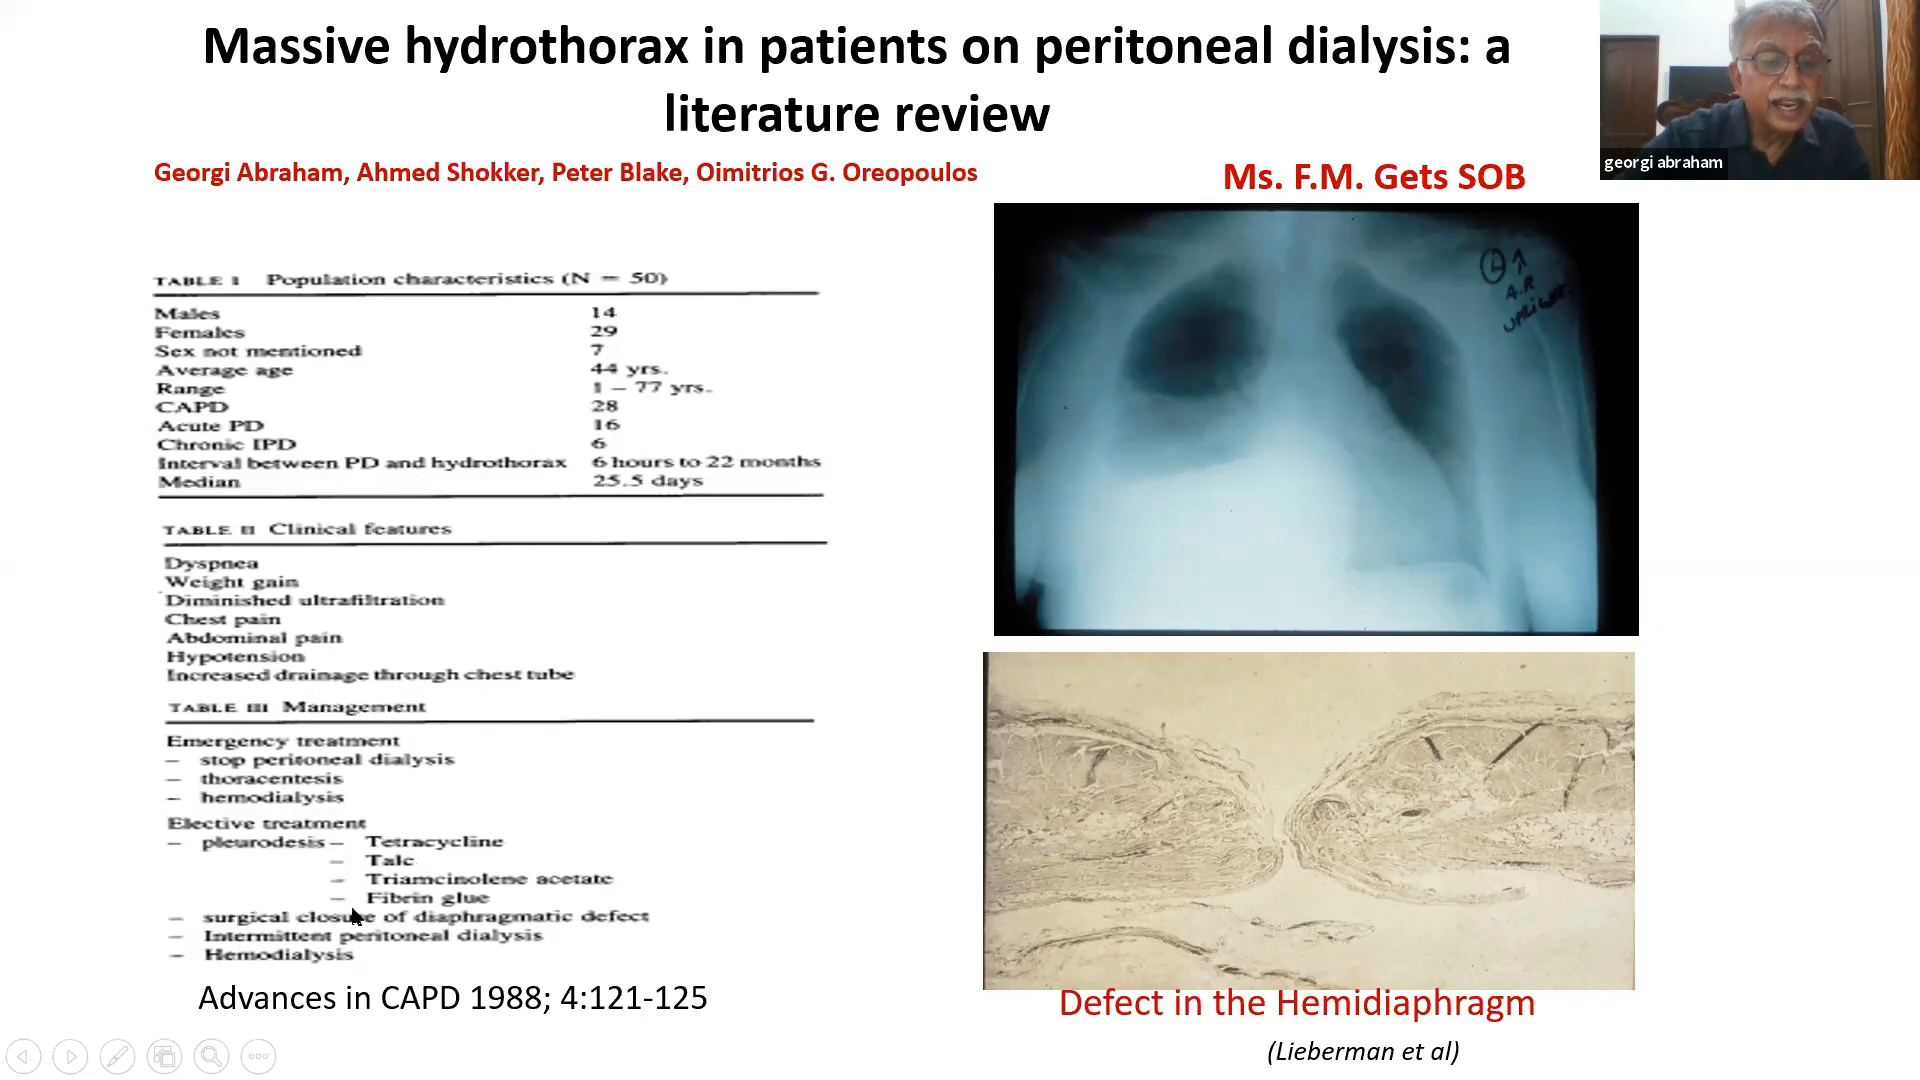 Massive hydrothorax in patients on peritoneal dialysis: a
literature review
Georgi Abraham, Ahmed Shokker, Peter Blake, Oimitrios G. Oreopoulos
Ms. F.M. Gets SOB
georgi abraham
TABLE I Population characteristics (N = 50)
Males 14
Females 29
Sex not mentioned 7
Average age 44 yrs.
Range 1 – 77 yrs.
CAPD 28
Acute PD 16
Chronic IPD 6
Interval between PD and hydrothorax 6 hours to 22 months
Median 25.5 days
TABLE II Clinical features
Dyspnea
Weight gain
Diminished ultrafiltration
Chest pain
Abdominal pain
Hypotension
Increased drainage through chest tube
TABLE III Management
Emergency treatment
– stop peritoneal dialysis
– thoracentesis
– hemodialysis
Elective treatment
– pleurodesis – Tetracycline
– Talc
– Triamcinolene acetate
– Fibrin glue
– surgical closure of diaphragmatic defect
– Intermittent peritoneal dialysis
– Hemodialysis
Advances in CAPD 1988; 4:121-125
L
Defect in the Hemidiaphragm
(Lieberman et al)